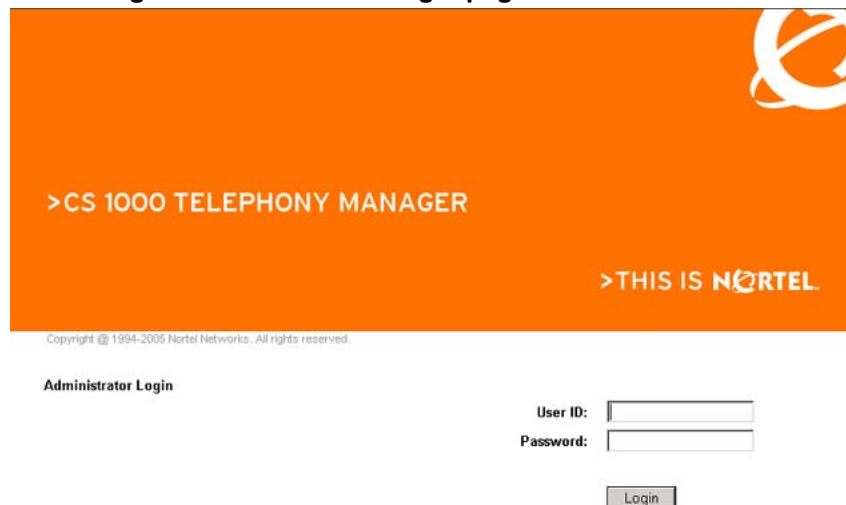 >CS 1000 TELEPHONY MANAGER
>THIS IS NORTEL™
Copyright @ 1994-2005 Nortel Networks. All rights reserved.
Administrator Login
User ID:
Password:
Login